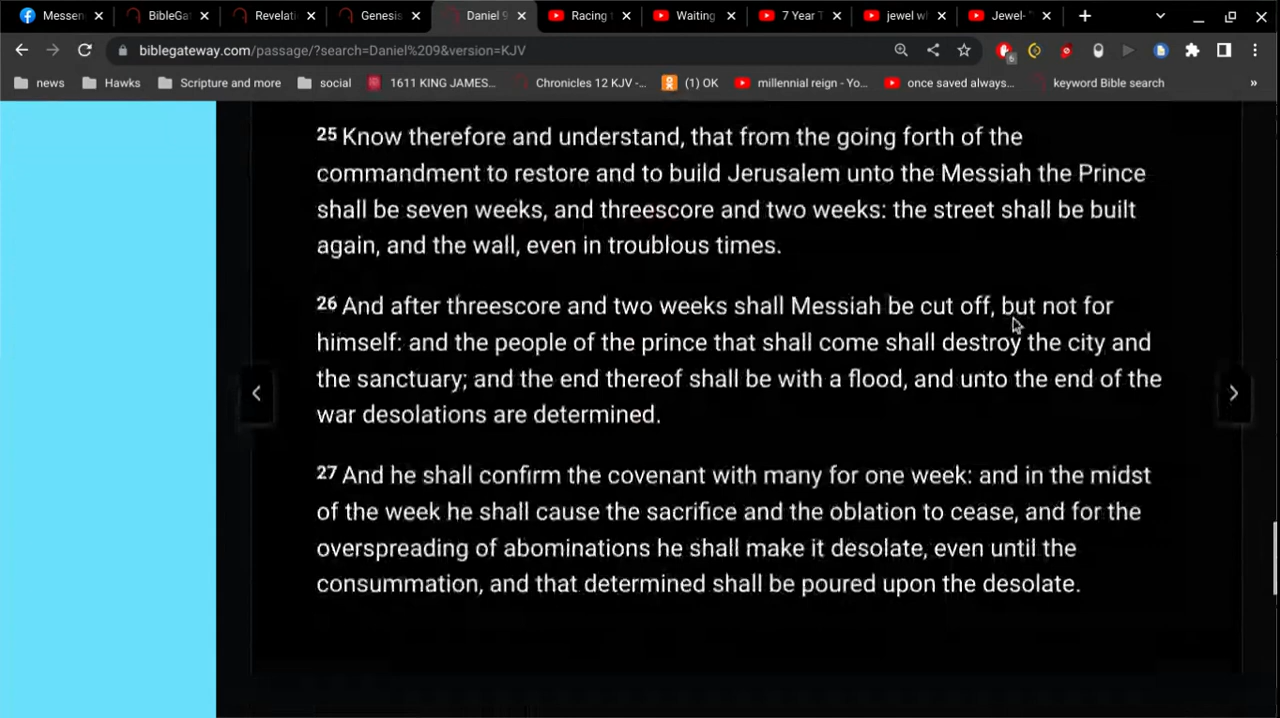 Messen
BibleGa
Revelati
Genesis
Daniel 9
Racing
Waiting
7 Year T
jewel w
Jewel-
biblegateway.com/passage/?search=Daniel%209&version=KJV
6
news
Hawks
Scripture and more
social
1611 KING JAMES...
Chronicles 12 KJV -...
(1) OK
millennial reign - Yo...
once saved always...
keyword Bible search
»
25 Know therefore and understand, that from the going forth of the
commandment to restore and to build Jerusalem unto the Messiah the Prince
shall be seven weeks, and threescore and two weeks: the street shall be built
again, and the wall, even in troublous times.
26 And after threescore and two weeks shall Messiah be cut off, but not for
himself: and the people of the prince that shall come shall destroy the city and
the sanctuary; and the end thereof shall be with a flood, and unto the end of the
war desolations are determined.
27 And he shall confirm the covenant with many for one week: and in the midst
of the week he shall cause the sacrifice and the oblation to cease, and for the
overspreading of abominations he shall make it desolate, even until the
consummation, and that determined shall be poured upon the desolate.